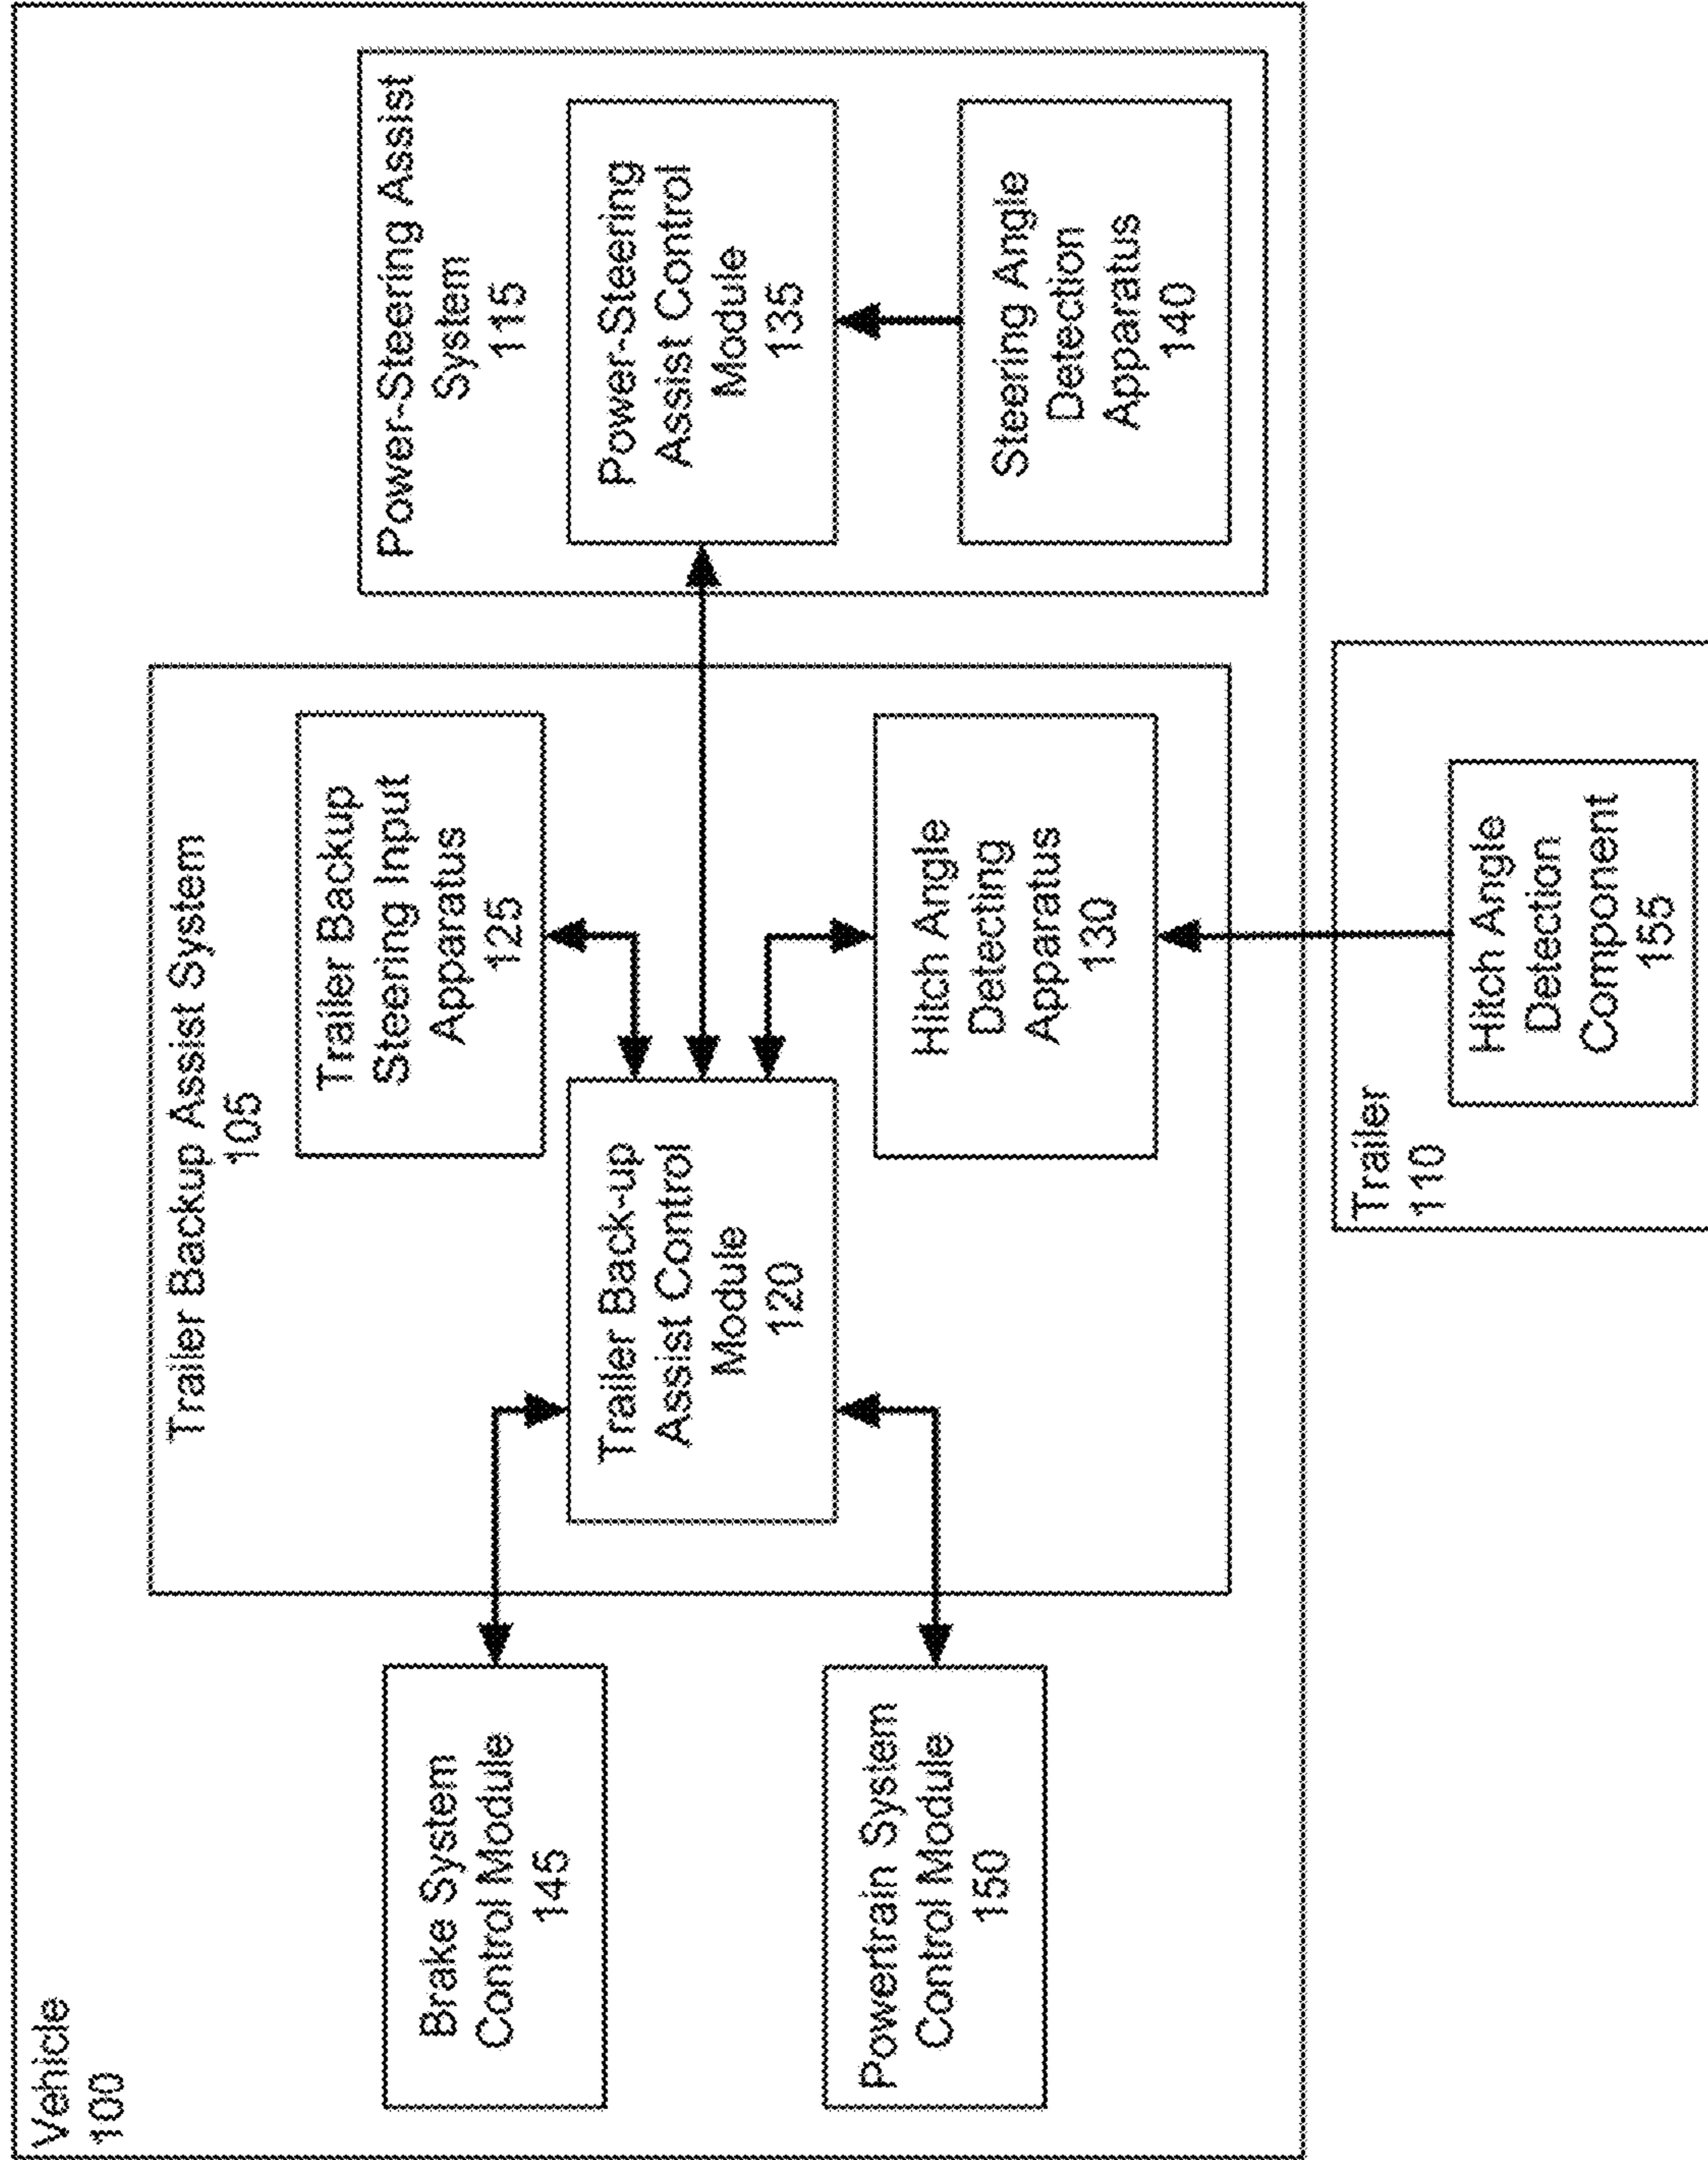 Vehicle
100
Trailer Backup Assist System
105
Power-Steering Assist
System
115
Brake System
Control Module
145
Trailer Backup
Steering Input
Apparatus
125
Trailer Back-up
Assist Control
Module
120
Power-Steering
Assist Control
Module
135
Powertrain System
Control Module
150
Hitch Angle
Detecting
Apparatus
130
Steering Angle
Detection
Apparatus
140
Trailer
110
Hitch Angle
Detection
Component
155